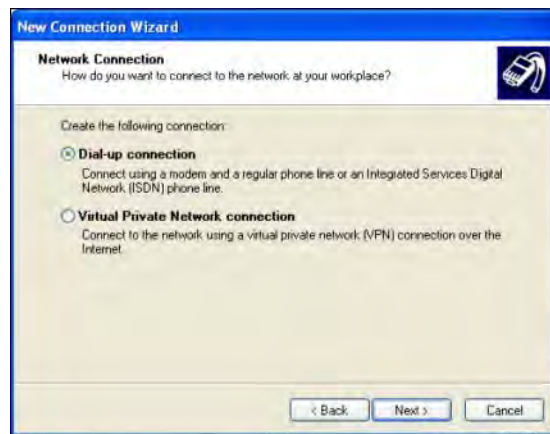 New Connection Wizard
Network Connection
How do you want to connect to the network at your workplace?
Create the following connection:
Dial-up connection
Connect using a modem and a regular phone line or an Integrated Services Digital
Network (ISDN) phone line.
Virtual Private Network connection
Connect to the network using a virtual private network (VPN) connection over the
Internet.
< Back Next > Cancel